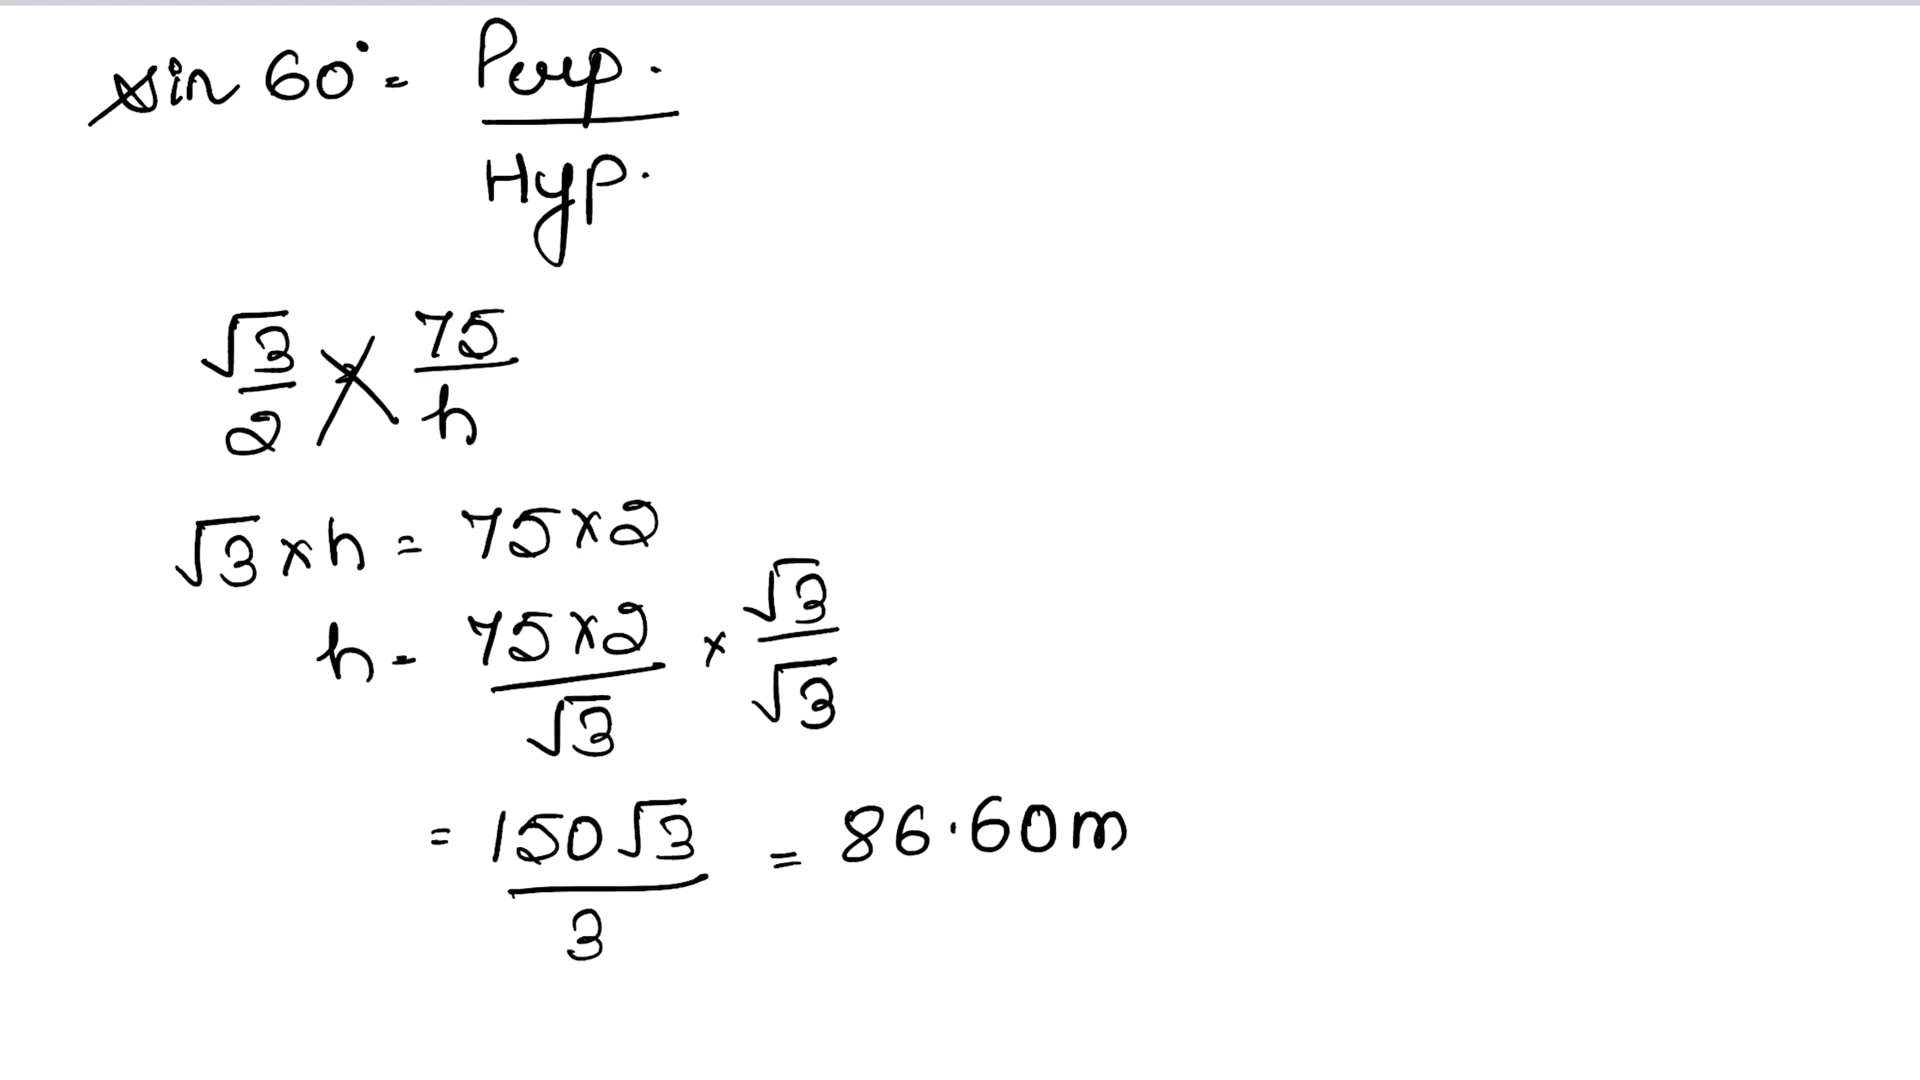 sin 60° = Perp.
Hyp.
√3/2 × 75/h
√3 × h = 75 × 2
h = 75 × 2/√3 × √3/√3
= 150√3/3 = 86.60 m